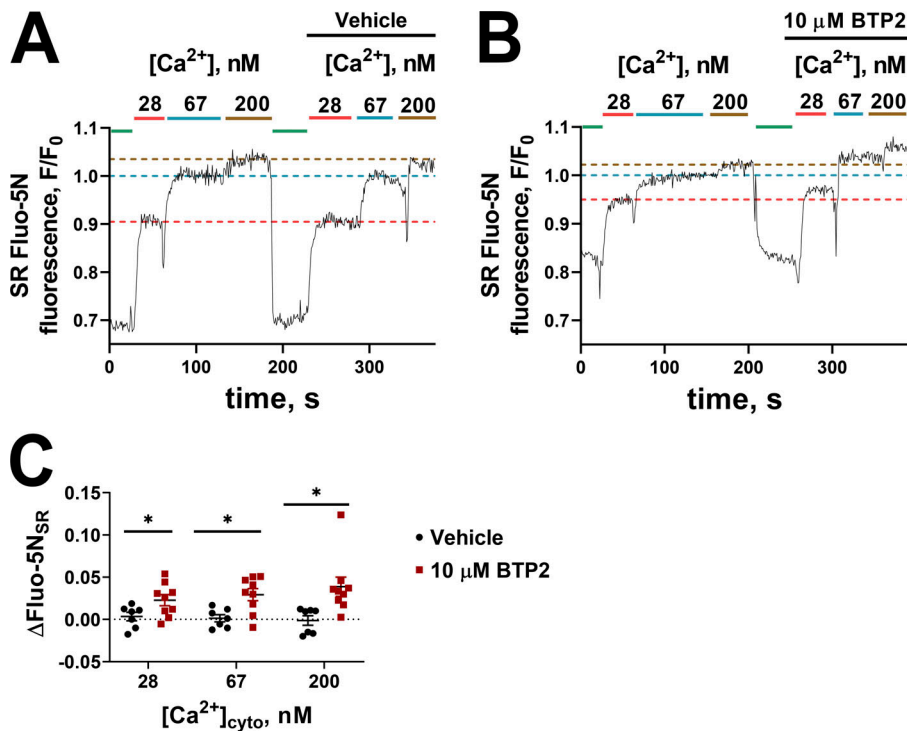 A
Vehicle
[Ca²⁺], nM
[Ca²⁺], nM
28
67
200
28
67
200
1.1
1.0
0.9
0.8
0.7
SR Fluo-5N
fluorescence, F/F₀
0
100
200
300
time, s
B
10 μM BTP2
[Ca²⁺], nM
[Ca²⁺], nM
28
67
200
28
67
200
1.1
1.0
0.9
0.8
0.7
SR Fluo-5N
fluorescence, F/F₀
0
100
200
300
time, s
C
0.15
0.10
0.05
0.00
-0.05
ΔFluo-5N_SR
*
*
*
Vehicle
10 μM BTP2
28
67
200
[Ca²⁺]cyto, nM